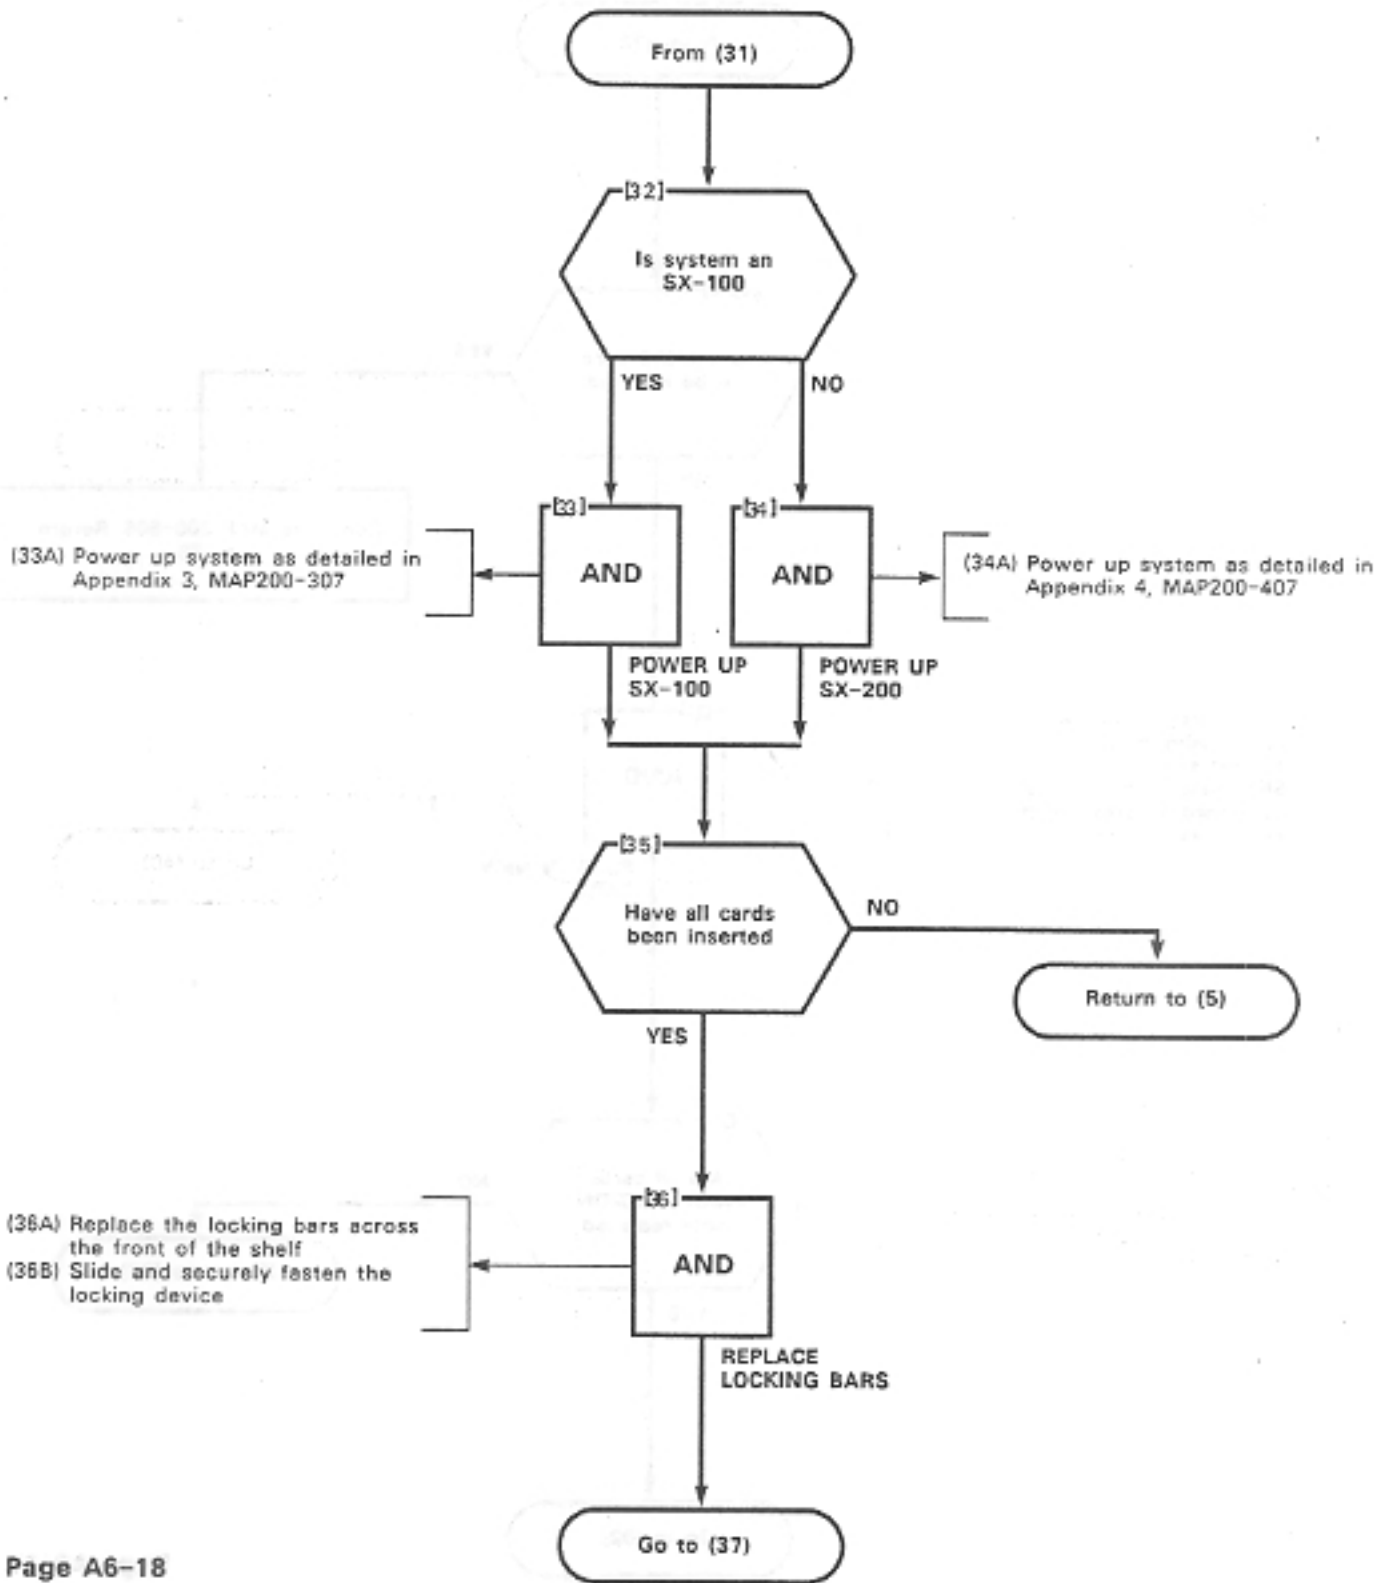 From (31)
[32]
Is system an
SX-100
YES
NO
[33]
[34]
(33A) Power up system as detailed in
Appendix 3, MAP200-307
AND
AND
(34A) Power up system as detailed in
Appendix 4, MAP200-407
POWER UP
SX-100
POWER UP
SX-200
[35]
Have all cards
been inserted
NO
Return to (5)
YES
[36]
(36A) Replace the locking bars across
the front of the shelf
(36B) Slide and securely fasten the
locking device
AND
REPLACE
LOCKING BARS
Go to (37)
Page A6-18